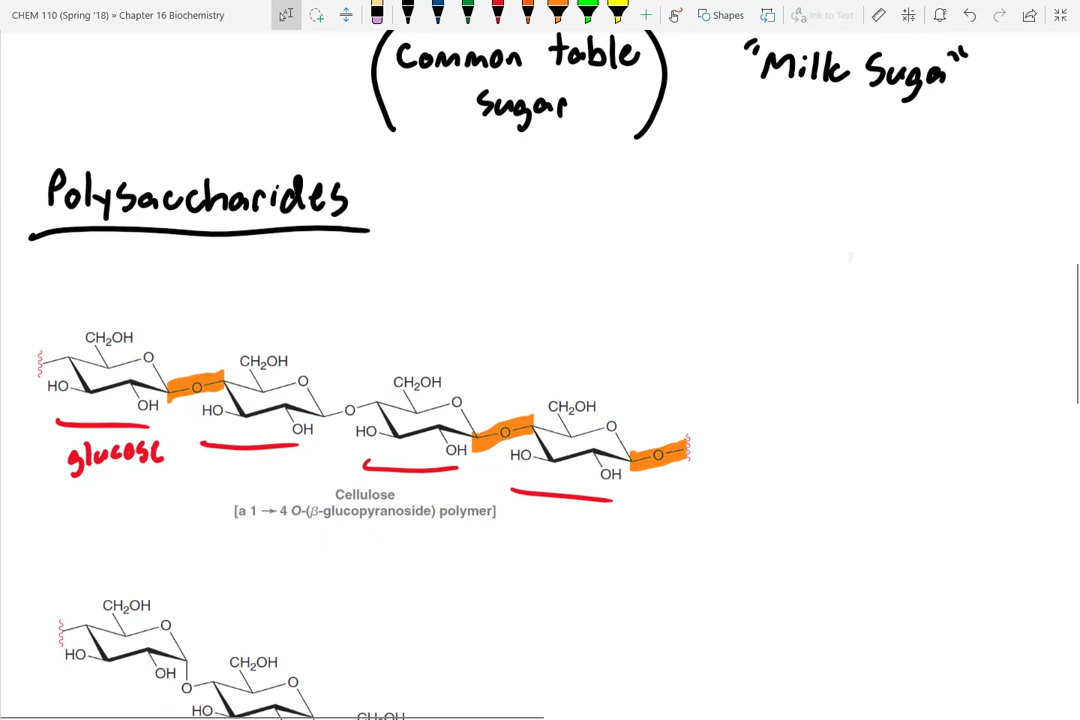 CHEM 110 (Spring '18) » Chapter 16 Biochemistry
Shapes
Ink to Text
(Common table
sugar)
"Milk Sugar"
Polysaccharides
CH₂OH
O
HO
OH
O
CH₂OH
O
HO
OH
O
CH₂OH
O
HO
OH
O
CH₂OH
O
HO
OH
O
glucose
Cellulose
[a 1 → 4 O-(β-glucopyranoside) polymer]
CH₂OH
O
HO
OH
O
CH₂OH
O
HO
CH₂OH